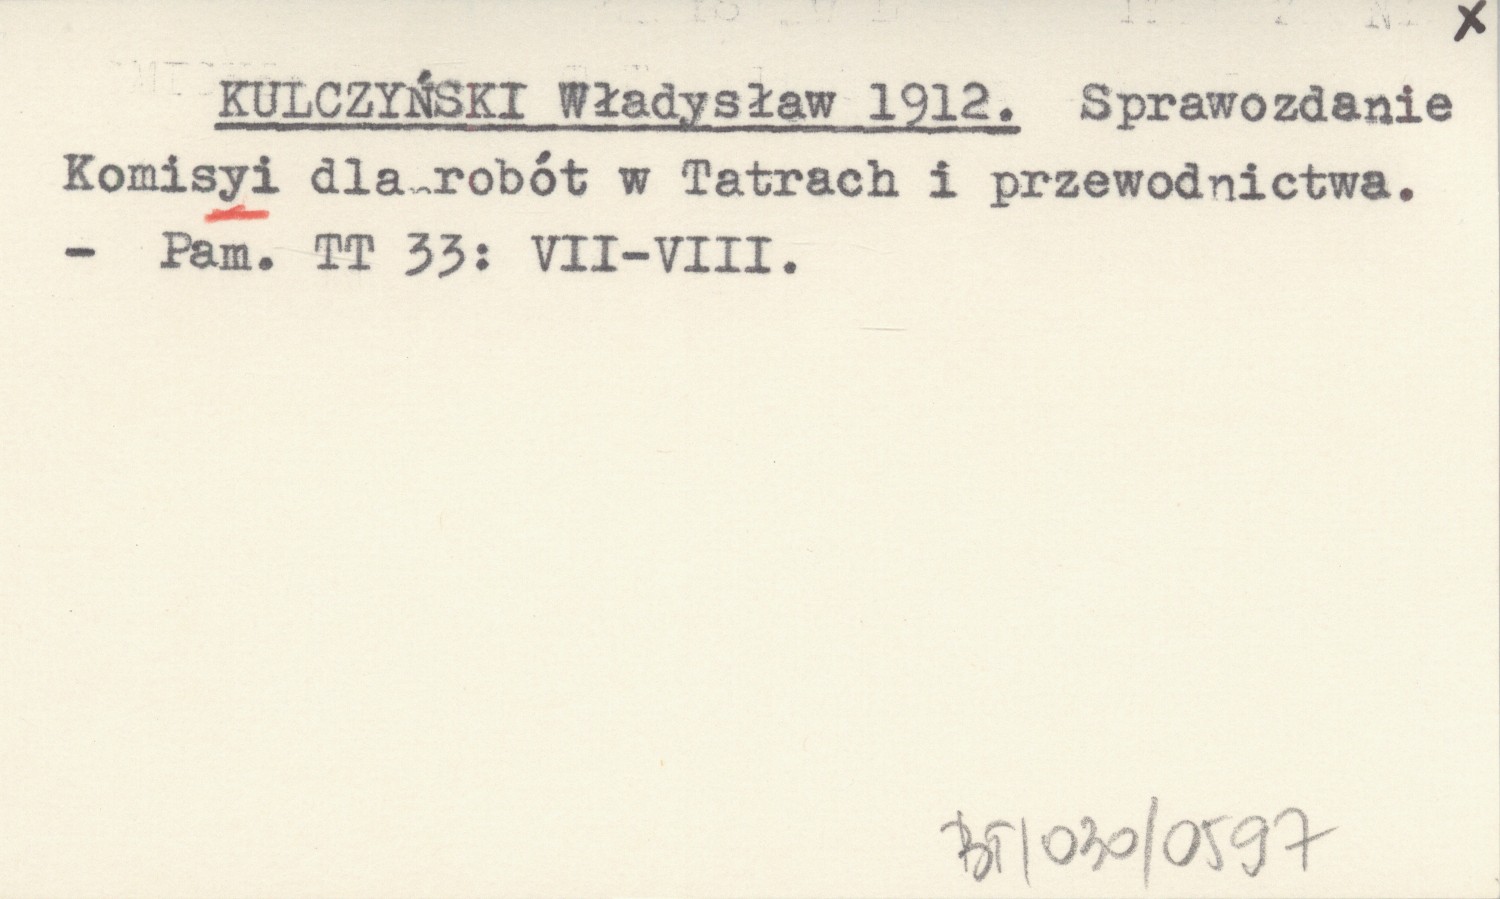 x
KULCZYŃSKI Władysław 1912. Sprawozdanie
Komisyi dla robót w Tatrach i przewodnictwa.
- Pam. TT 33: VII-VIII.
BT/030/0597